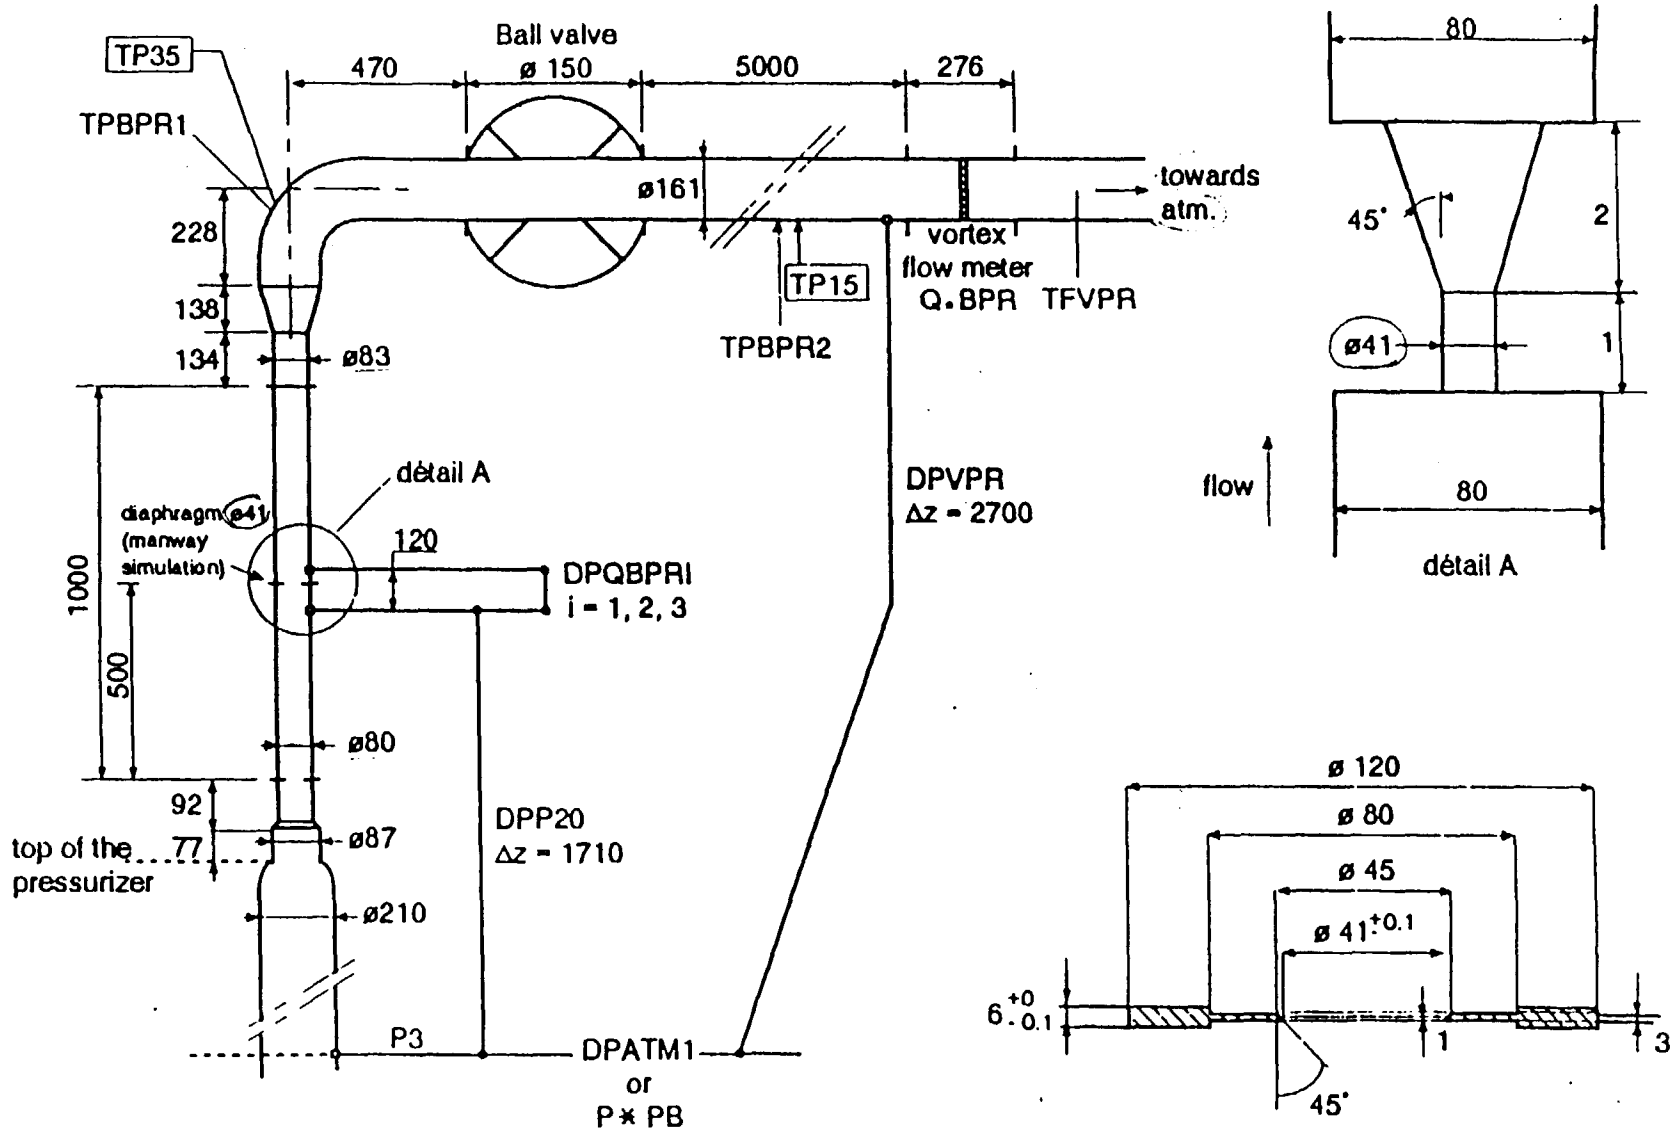 Ball valve
TP35
470
ø 150
5000
276
80
TPBPR1
ø161
towards
atm.
228
45°
2
vortex
flow meter
Q.BPR
TFVPR
TP15
138
TPBPR2
134
ø83
ø41
1
détail A
DPVPR
Δz = 2700
flow
80
diaphragm ø41
(manway
simulation)
120
DPQBPRI
i = 1, 2, 3
détail A
1000
500
ø80
ø 120
92
DPP20
Δz = 1710
ø 80
77
ø87
top of the
pressurizer
ø 45
ø210
ø 41 +0.1
6 +0
-0.1
1
3
P3
DPATM1
or
P * PB
45°